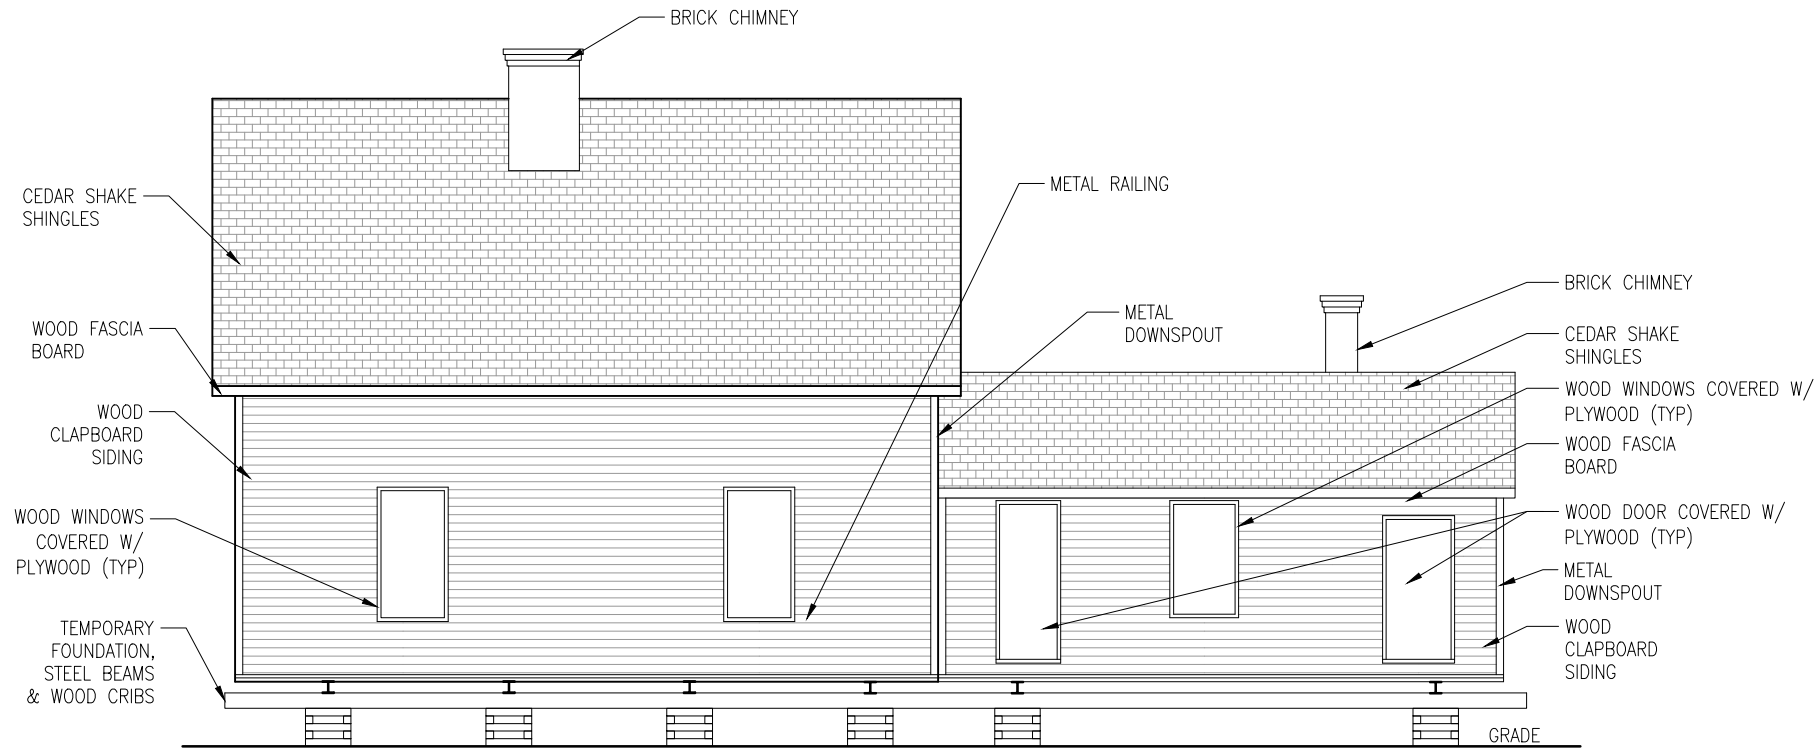 BRICK CHIMNEY
CEDAR SHAKE
SHINGLES
METAL RAILING
WOOD FASCIA
BOARD
METAL
DOWNSPOUT
BRICK CHIMNEY
CEDAR SHAKE
SHINGLES
WOOD WINDOWS COVERED W/
PLYWOOD (TYP)
WOOD
CLAPBOARD
SIDING
WOOD FASCIA
BOARD
WOOD WINDOWS
COVERED W/
PLYWOOD (TYP)
WOOD DOOR COVERED W/
PLYWOOD (TYP)
METAL
DOWNSPOUT
TEMPORARY
FOUNDATION,
STEEL BEAMS
& WOOD CRIBS
WOOD
CLAPBOARD
SIDING
GRADE